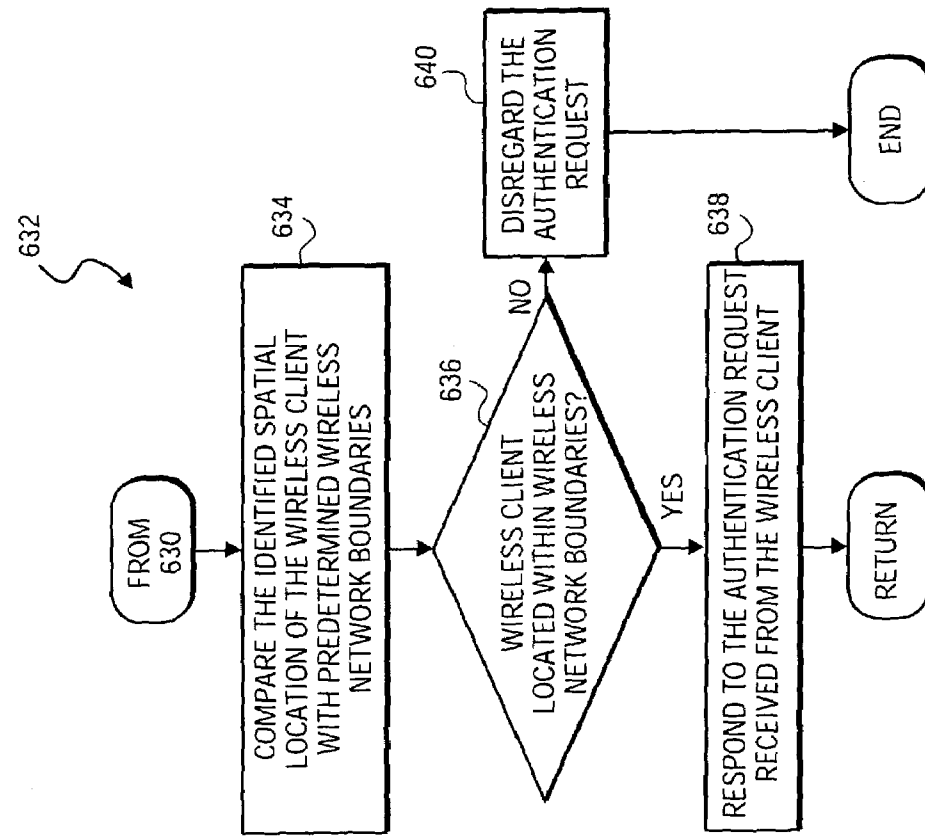 632
FROM
630
634
COMPARE THE IDENTIFIED SPATIAL
LOCATION OF THE WIRELESS CLIENT
WITH PREDETERMINED WIRELESS
NETWORK BOUNDARIES
636
WIRELESS CLIENT
LOCATED WITHIN WIRELESS
NETWORK BOUNDARIES?
NO
640
DISREGARD THE
AUTHENTICATION
REQUEST
END
YES
638
RESPOND TO THE AUTHENTICATION REQUEST
RECEIVED FROM THE WIRELESS CLIENT
RETURN